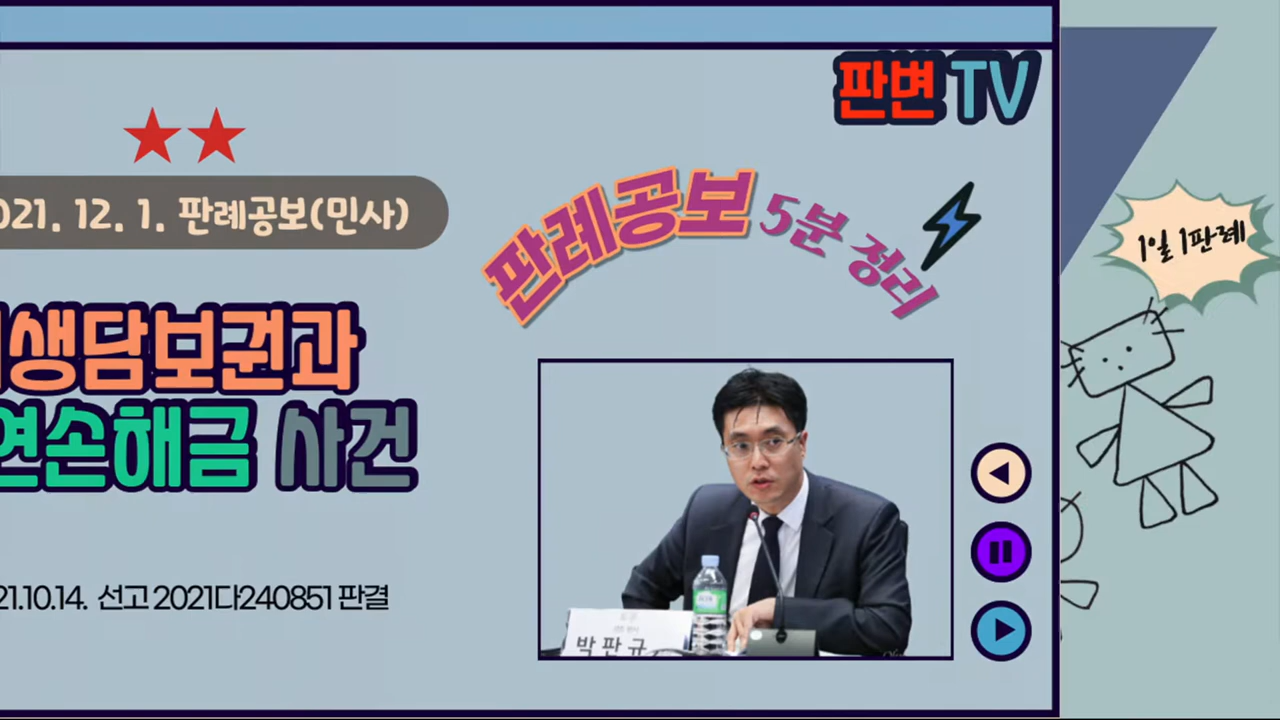 판변 TV
021. 12. 1. 판례공보(민사)
판례공보 5분 정리
1일 1판례
생담보권과
연손해금 사건
21.10.14. 선고 2021다240851 판결
박판규